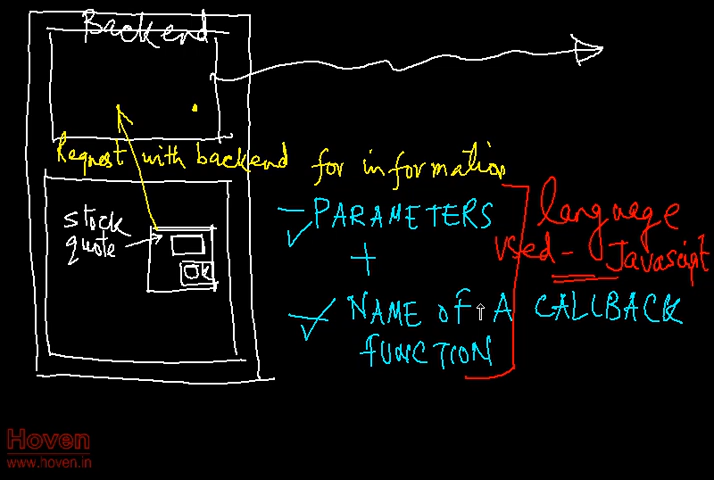 Backend
Request with backend for information
stock
quote
OK
PARAMETERS
+
NAME OF A CALLBACK
FUNCTION
language
used - Javascript
Hoven
www.hoven.in